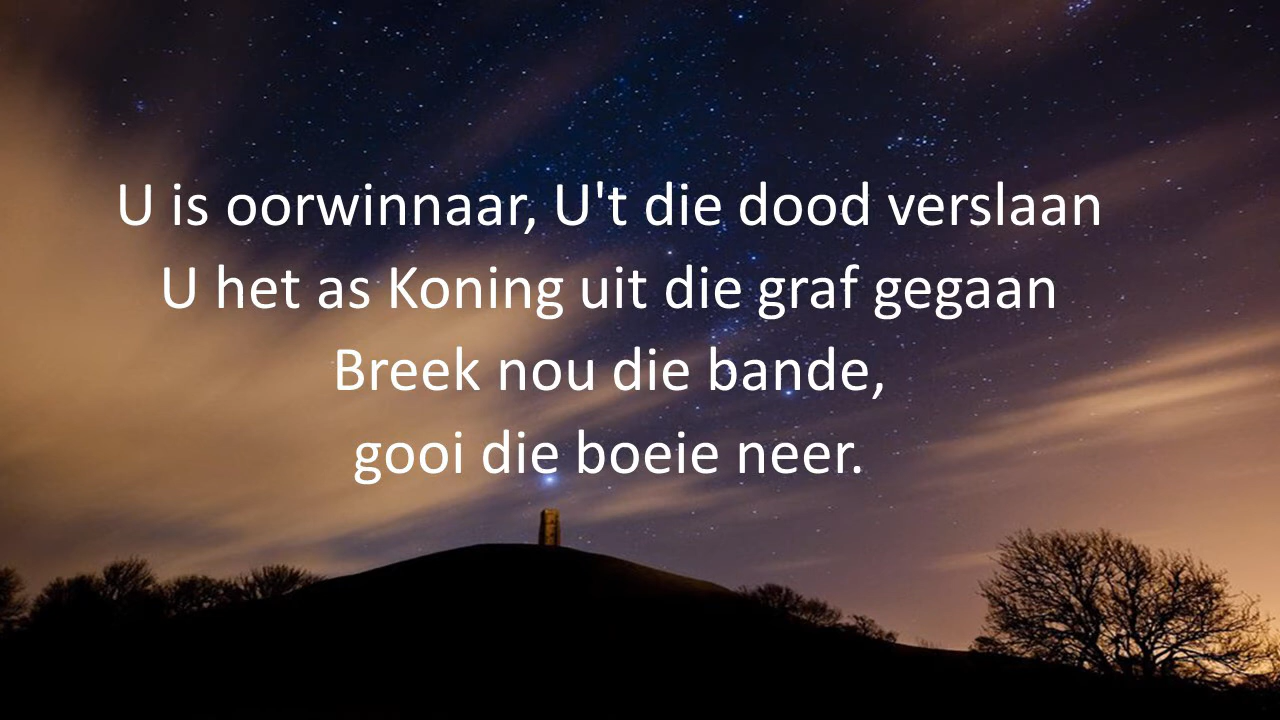 U is oorwinnaar, U't die dood verslaan
U het as Koning uit die graf gegaan
Breek nou die bande,
gooi die boeie neer.